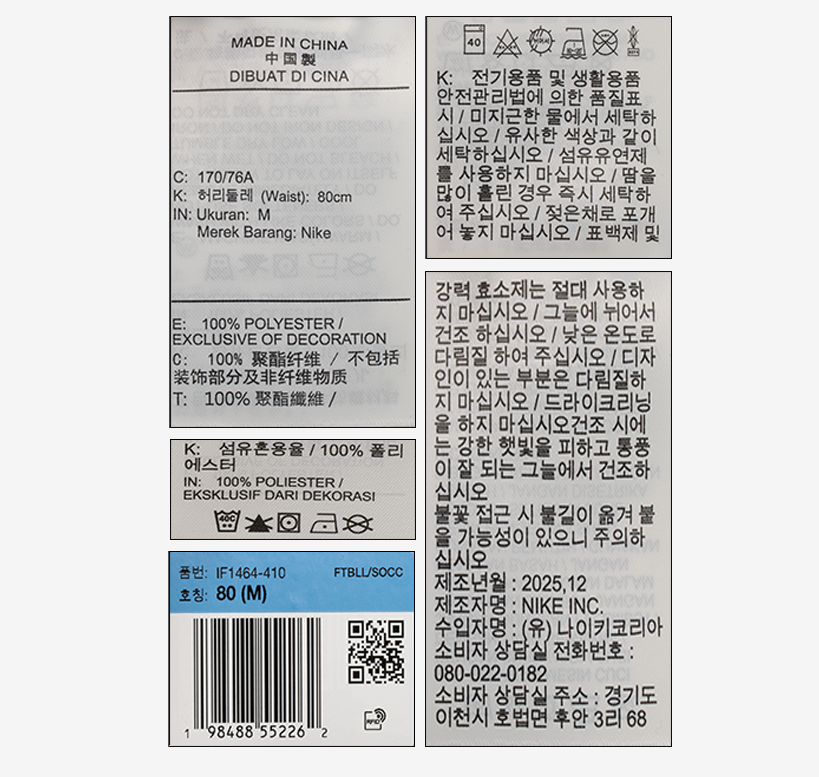 MADE IN CHINA
中国製
DIBUAT DI CINA
C: 170/76A
K: 허리둘레 (Waist): 80cm
IN: Ukuran: M
Merek Barang: Nike
E: 100% POLYESTER /
EXCLUSIVE OF DECORATION
C: 100% 聚酯纤维 / 不包括
装饰部分及非纤维物质
T: 100% 聚酯纖維 /
K: 섬유혼용율 / 100% 폴리
에스터
IN: 100% POLIESTER /
EKSKLUSIF DARI DEKORASI
40C
품번: IF1464-410 FTBLL/SOCC
호칭: 80 (M)
1 98488 55226 2
RFID
40
K: 전기용품 및 생활용품
안전관리법에 의한 품질표
시 / 미지근한 물에서 세탁하
십시오 / 유사한 색상과 같이
세탁하십시오 / 섬유유연제
를 사용하지 마십시오 / 땀을
많이 흘린 경우 즉시 세탁하
여 주십시오 / 젖은채로 포개
어 놓지 마십시오 / 표백제 및
강력 효소제는 절대 사용하
지 마십시오 / 그늘에 뉘어서
건조 하십시오 / 낮은 온도로
다림질 하여 주십시오 / 디자
인이 있는 부분은 다림질하
지 마십시오 / 드라이크리닝
을 하지 마십시오건조 시에
는 강한 햇빛을 피하고 통풍
이 잘 되는 그늘에서 건조하
십시오
불꽃 접근 시 불길이 옮겨 붙
을 가능성이 있으니 주의하
십시오
제조년월 : 2025,12
제조자명 : NIKE INC.
수입자명 : (유) 나이키코리아
소비자 상담실 전화번호 :
080-022-0182
소비자 상담실 주소 : 경기도
이천시 호법면 후안 3리 68